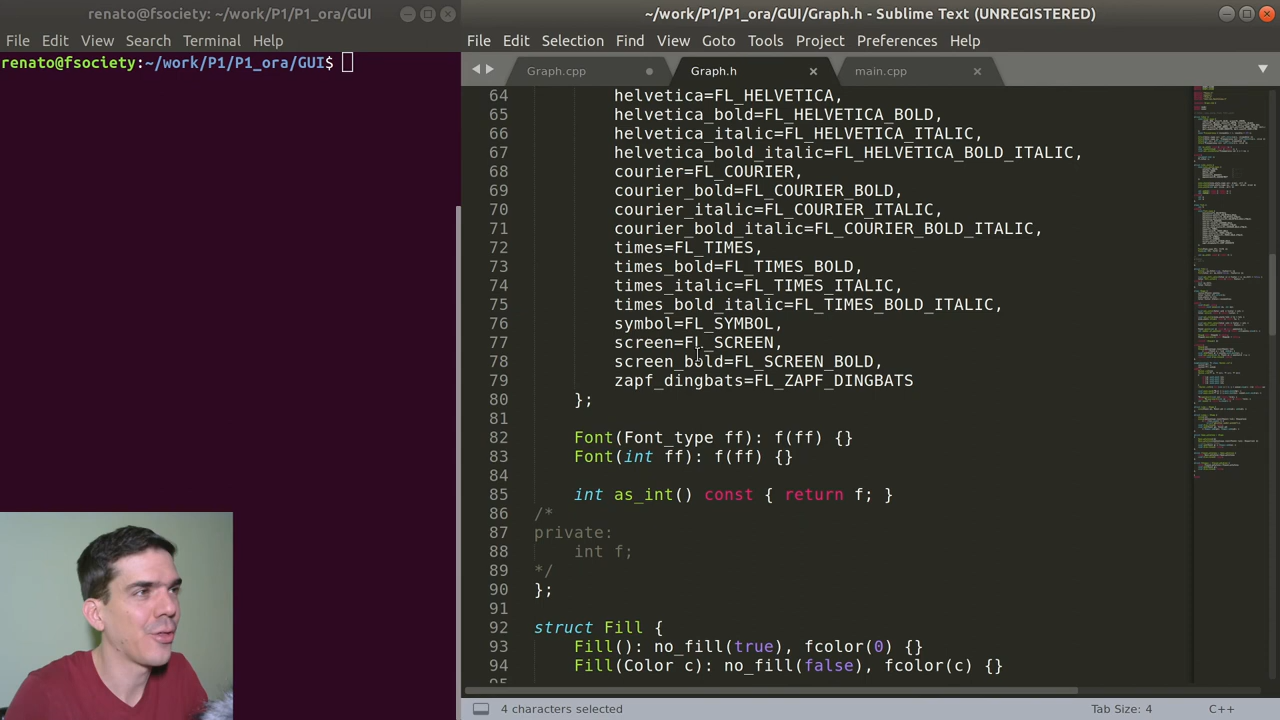 renato@fsociety: ~/work/P1/P1_ora/GUI
File Edit View Search Terminal Help
renato@fsociety:~/work/P1/P1_ora/GUI$
~/work/P1/P1_ora/GUI/Graph.h - Sublime Text (UNREGISTERED)
File Edit Selection Find View Goto Tools Project Preferences Help
Graph.cpp Graph.h main.cpp
64 helvetica=FL_HELVETICA,
65 helvetica_bold=FL_HELVETICA_BOLD,
66 helvetica_italic=FL_HELVETICA_ITALIC,
67 helvetica_bold_italic=FL_HELVETICA_BOLD_ITALIC,
68 courier=FL_COURIER,
69 courier_bold=FL_COURIER_BOLD,
70 courier_italic=FL_COURIER_ITALIC,
71 courier_bold_italic=FL_COURIER_BOLD_ITALIC,
72 times=FL_TIMES,
73 times_bold=FL_TIMES_BOLD,
74 times_italic=FL_TIMES_ITALIC,
75 times_bold_italic=FL_TIMES_BOLD_ITALIC,
76 symbol=FL_SYMBOL,
77 screen=FL_SCREEN,
78 screen_bold=FL_SCREEN_BOLD,
79 zapf_dingbats=FL_ZAPF_DINGBATS
80 };
81
82 Font(Font_type ff): f(ff) {}
83 Font(int ff): f(ff) {}
84
85 int as_int() const { return f; }
86 /*
87 private:
88 int f;
89 */
90 };
91
92 struct Fill {
93 Fill(): no_fill(true), fcolor(0) {}
94 Fill(Color c): no_fill(false), fcolor(c) {}
4 characters selected
Tab Size: 4
C++